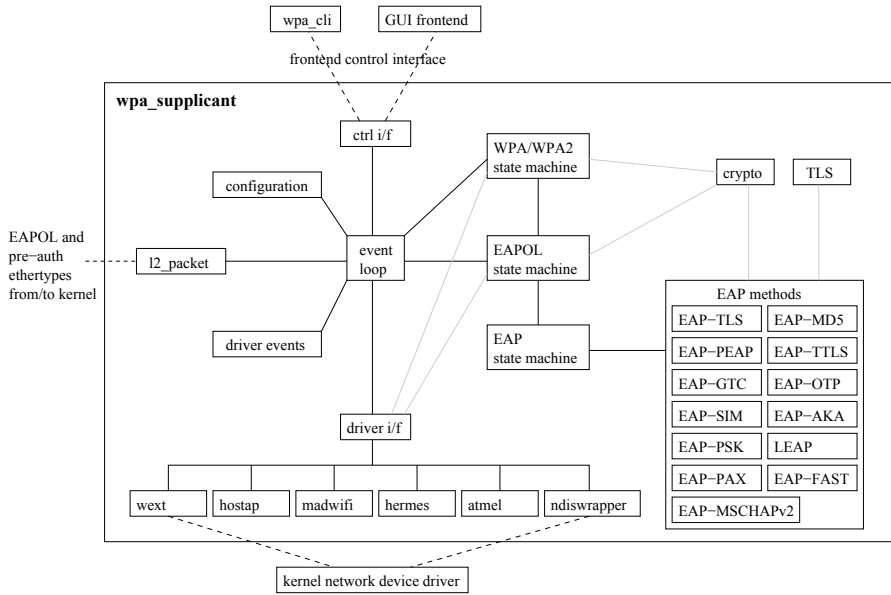 wpa_cli
GUI frontend
frontend control interface
wpa_supplicant
ctrl i/f
WPA/WPA2
state machine
crypto
TLS
configuration
EAPOL and
pre−auth
ethertypes
from/to kernel
l2_packet
event
loop
EAPOL
state machine
driver events
EAP
state machine
EAP methods
EAP−TLS
EAP−MD5
EAP−PEAP
EAP−TTLS
EAP−GTC
EAP−OTP
EAP−SIM
EAP−AKA
EAP−PSK
LEAP
EAP−PAX
EAP−FAST
EAP−MSCHAPv2
driver i/f
wext
hostap
madwifi
hermes
atmel
ndiswrapper
kernel network device driver